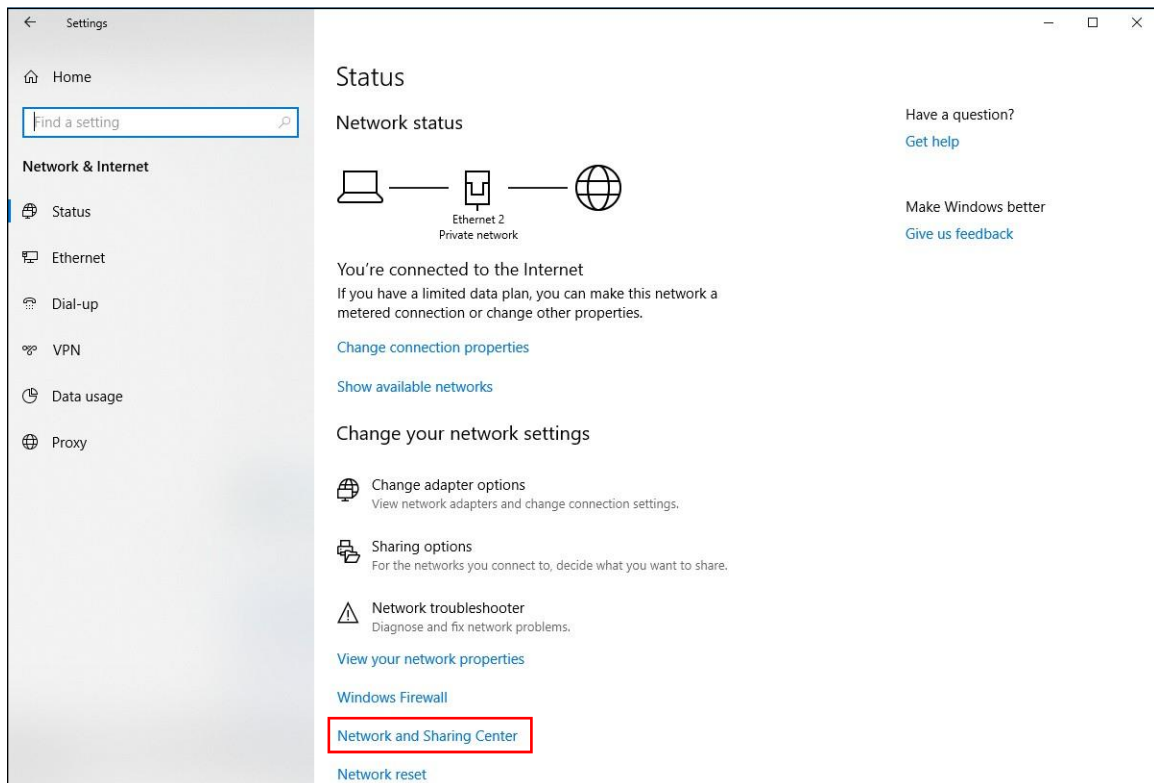 Settings
Home
Find a setting
Network & Internet
Status
Ethernet
Dial-up
VPN
Data usage
Proxy
Status
Network status
Ethernet 2
Private network
You're connected to the Internet
If you have a limited data plan, you can make this network a
metered connection or change other properties.
Change connection properties
Show available networks
Change your network settings
Change adapter options
View network adapters and change connection settings.
Sharing options
For the networks you connect to, decide what you want to share.
Network troubleshooter
Diagnose and fix network problems.
View your network properties
Windows Firewall
Network and Sharing Center
Network reset
Have a question?
Get help
Make Windows better
Give us feedback